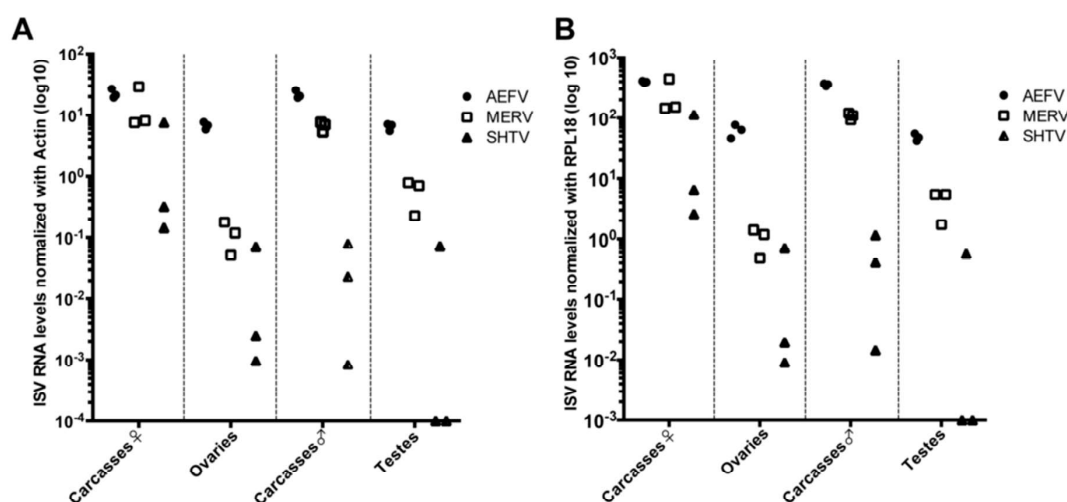 A
ISV RNA levels normalized with Actin (log10)
10²
10¹
10⁰
10⁻¹
10⁻²
10⁻³
10⁻⁴
Carcasses♀
Ovaries
Carcasses♂
Testes
AEFV
MERV
SHTV
B
ISV RNA levels normalized with RPL18 (log 10)
10³
10²
10¹
10⁰
10⁻¹
10⁻²
10⁻³
Carcasses♀
Ovaries
Carcasses♂
Testes
AEFV
MERV
SHTV